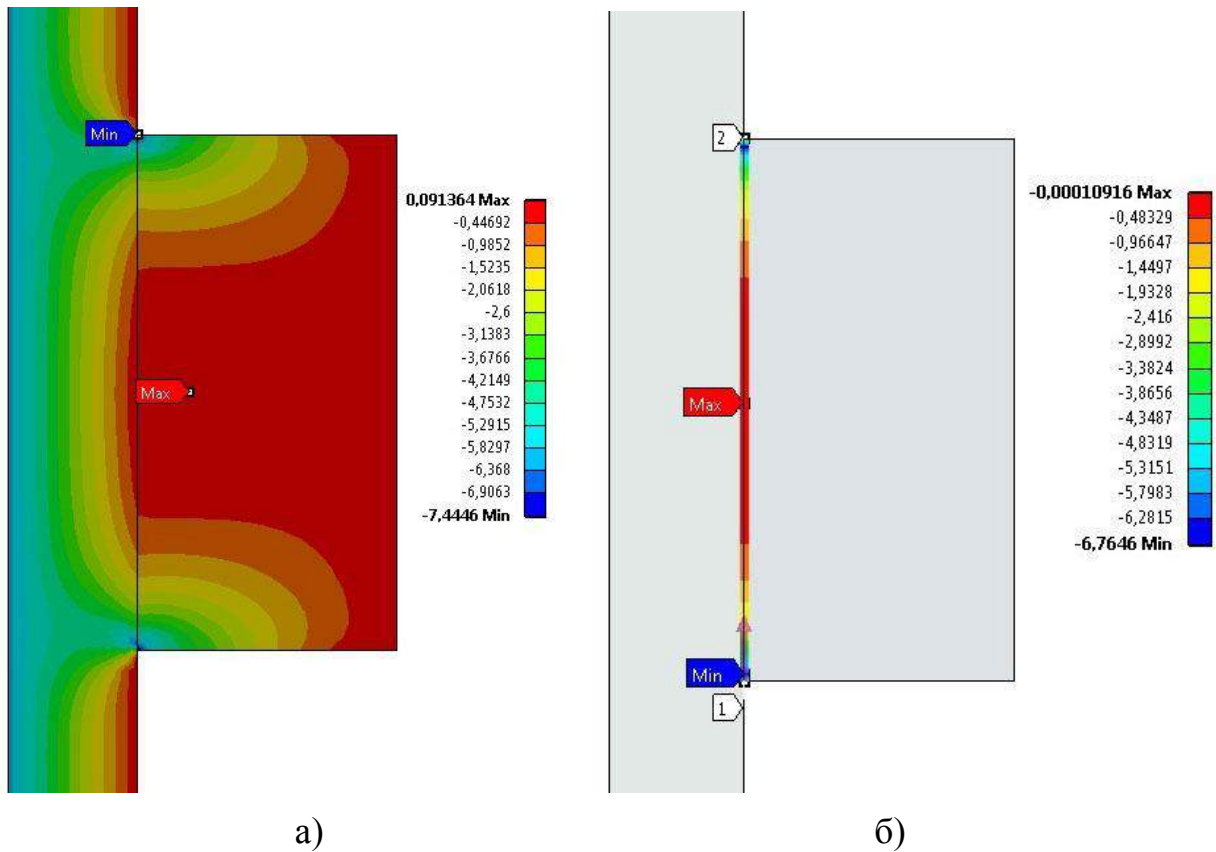 Min
Max
0,091364 Max
-0,44692
-0,9852
-1,5235
-2,0618
-2,6
-3,1383
-3,6766
-4,2149
-4,7532
-5,2915
-5,8297
-6,368
-6,9063
-7,4446 Min
а)
2
Max
Min
1
-0,00010916 Max
-0,48329
-0,96647
-1,4497
-1,9328
-2,416
-2,8992
-3,3824
-3,8656
-4,3487
-4,8319
-5,3151
-5,7983
-6,2815
-6,7646 Min
б)